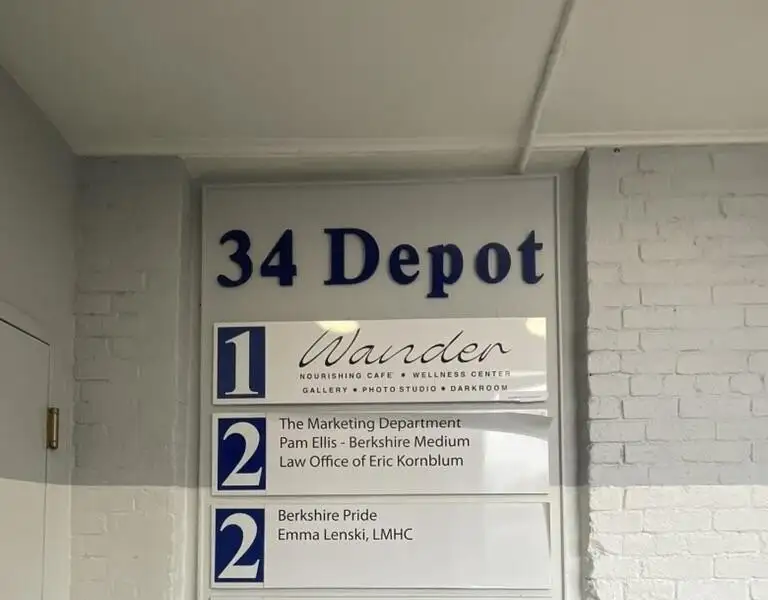 34 Depot
1
Wander
NOURISHING CAFE • WELLNESS CENTER
GALLERY • PHOTO STUDIO • DARKROOM
2
The Marketing Department
Pam Ellis - Berkshire Medium
Law Office of Eric Kornblum
2
Berkshire Pride
Emma Lenski, LMHC